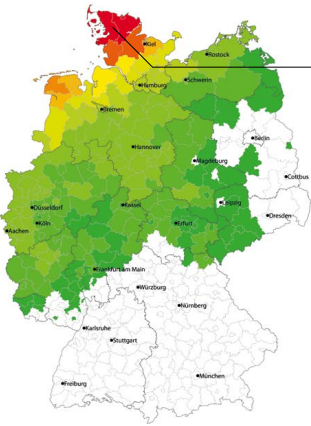 Kiel
Rostock
Hamburg
Schwerin
Bremen
Berlin
Hannover
Magdeburg
Cottbus
Düsseldorf
Kassel
Leipzig
Köln
Erfurt
Dresden
Aachen
Frankfurt am Main
Würzburg
Nürnberg
Karlsruhe
Stuttgart
München
Freiburg